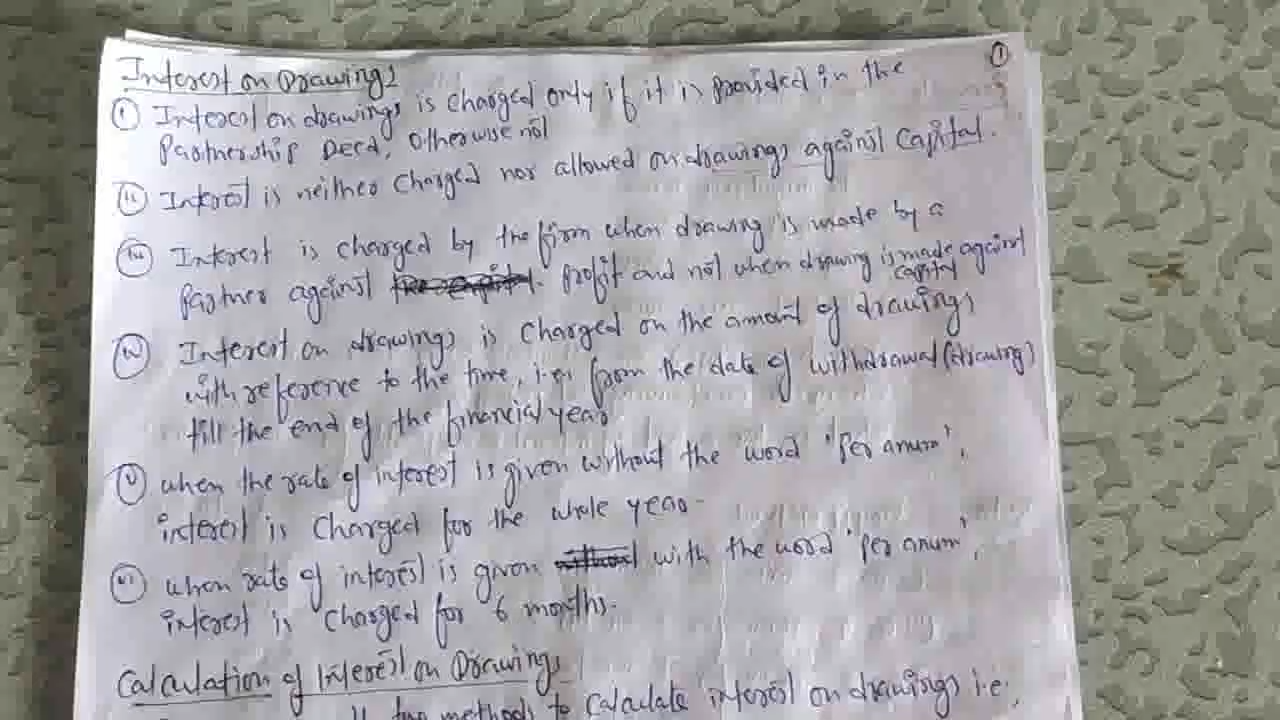 ①
Interest on Drawings
(i) Interest on drawings is charged only if it is provided in the
Partnership Deed, otherwise not
(ii) Interest is neither charged nor allowed on drawings against Capital.
(iii) Interest is charged by the firm when drawing is made by a
partner against profit and not when drawing is made against
capital
(iv) Interest on drawings is charged on the amount of drawings
with reference to the time, i.e. from the date of withdrawal (drawing)
till the end of the financial year
(v) when the rate of interest is given without the word 'Per anum',
interest is charged for the whole year.
(vi) when rate of interest is given with the word 'per anum',
interest is charged for 6 months.
Calculation of Interest on Drawings
two methods to calculate interest on drawings i.e.